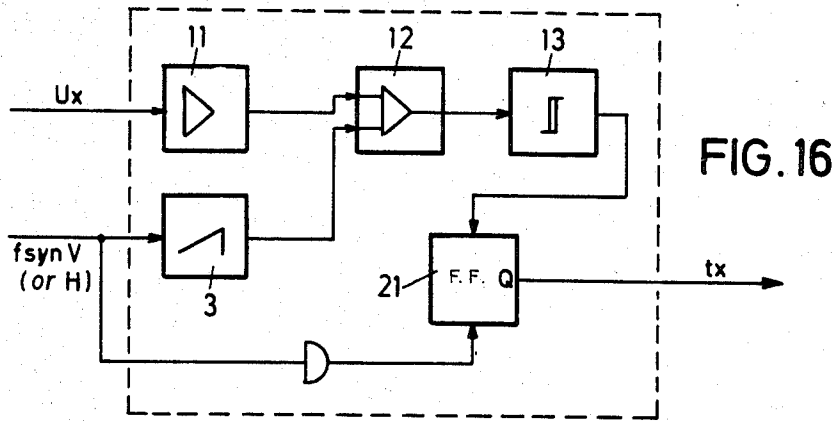 11
12
13
Ux
FIG. 16
fsyn V
(or H)
3
21
F.F. Q
tx